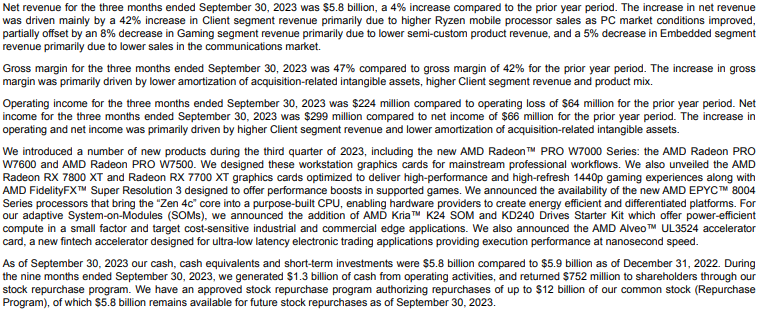 Net revenue for the three months ended September 30, 2023 was $5.8 billion, a 4% increase compared to the prior year period. The increase in net revenue
was driven mainly by a 42% increase in Client segment revenue primarily due to higher Ryzen mobile processor sales as PC market conditions improved,
partially offset by an 8% decrease in Gaming segment revenue primarily due to lower semi-custom product revenue, and a 5% decrease in Embedded segment
revenue primarily due to lower sales in the communications market.
Gross margin for the three months ended September 30, 2023 was 47% compared to gross margin of 42% for the prior year period. The increase in gross
margin was primarily driven by lower amortization of acquisition-related intangible assets, higher Client segment revenue and product mix.
Operating income for the three months ended September 30, 2023 was $224 million compared to operating loss of $64 million for the prior year period. Net
income for the three months ended September 30, 2023 was $299 million compared to net income of $66 million for the prior year period. The increase in
operating and net income was primarily driven by higher Client segment revenue and lower amortization of acquisition-related intangible assets.
We introduced a number of new products during the third quarter of 2023, including the new AMD Radeon™ PRO W7000 Series: the AMD Radeon PRO
W7600 and AMD Radeon PRO W7500. We designed these workstation graphics cards for mainstream professional workflows. We also unveiled the AMD
Radeon RX 7800 XT and Radeon RX 7700 XT graphics cards optimized to deliver high-performance and high-refresh 1440p gaming experiences along with
AMD FidelityFX™ Super Resolution 3 designed to offer performance boosts in supported games. We announced the availability of the new AMD EPYC™ 8004
Series processors that bring the "Zen 4c" core into a purpose-built CPU, enabling hardware providers to create energy efficient and differentiated platforms. For
our adaptive System-on-Modules (SOMs), we announced the addition of AMD Kria™ K24 SOM and KD240 Drives Starter Kit which offer power-efficient
compute in a small factor and target cost-sensitive industrial and commercial edge applications. We also announced the AMD Alveo™ UL3524 accelerator
card, a new fintech accelerator designed for ultra-low latency electronic trading applications providing execution performance at nanosecond speed.
As of September 30, 2023 our cash, cash equivalents and short-term investments were $5.8 billion compared to $5.9 billion as of December 31, 2022. During
the nine months ended September 30, 2023, we generated $1.3 billion of cash from operating activities, and returned $752 million to shareholders through our
stock repurchase program. We have an approved stock repurchase program authorizing repurchases of up to $12 billion of our common stock (Repurchase
Program), of which $5.8 billion remains available for future stock repurchases as of September 30, 2023.